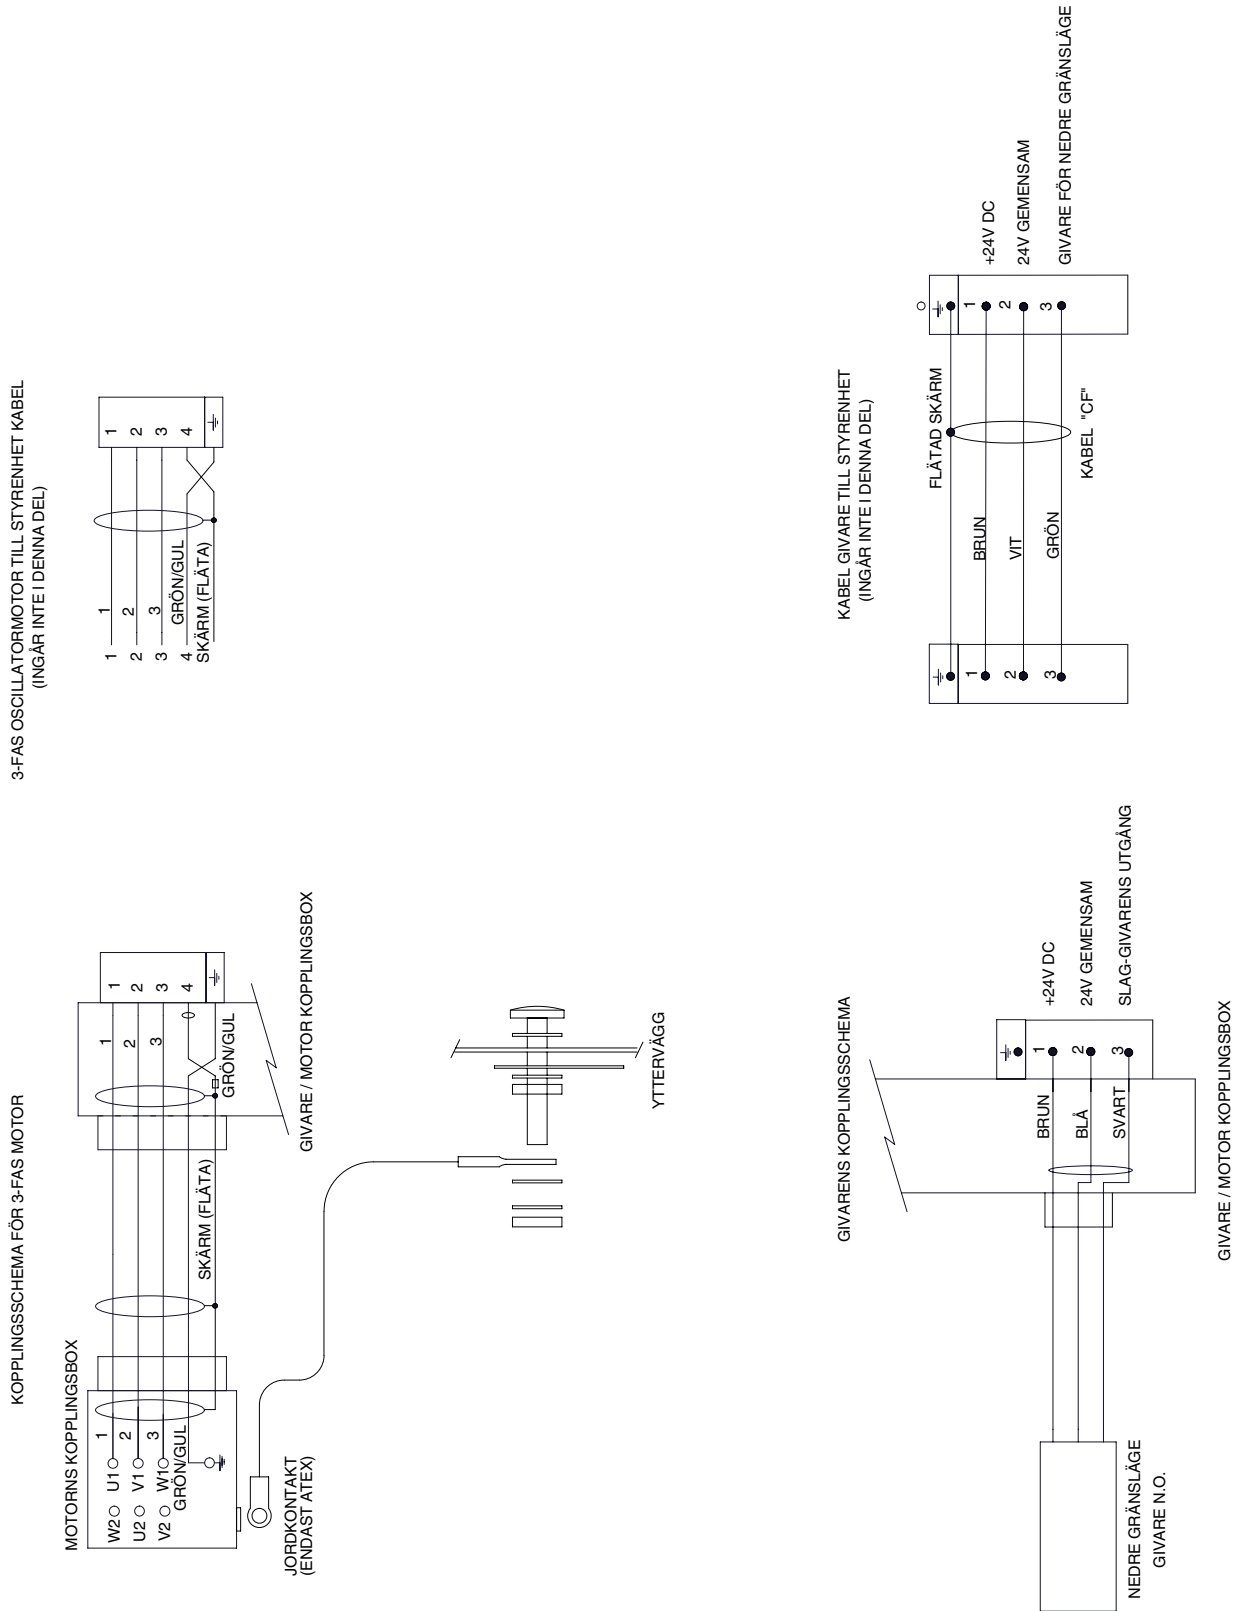 KOPPLINGSSCHEMA FÖR 3-FAS MOTOR
MOTORNS KOPPLINGSBOX
W2 U1 1
U2 V1 2
V2 W1 3
GRÖN/GUL
SKÄRM (FLÄTA)
1
2
3
GRÖN/GUL
1
2
3
4
GIVARE / MOTOR KOPPLINGSBOX
JORDKONTAKT
(ENDAST ATEX)
YTTERVÄGG
3-FAS OSCILLATORMOTOR TILL STYRENHET KABEL
(INGÅR INTE I DENNA DEL)
1 1 1
2 2 2
3 3 3
4 GRÖN/GUL 4
SKÄRM (FLÄTA)
GIVARENS KOPPLINGSSCHEMA
BRUN 1 +24V DC
BLÅ 2 24V GEMENSAM
SVART 3 SLAG-GIVARENS UTGÅNG
NEDRE GRÄNSLÄGE
GIVARE N.O.
GIVARE / MOTOR KOPPLINGSBOX
KABEL GIVARE TILL STYRENHET
(INGÅR INTE I DENNA DEL)
FLÄTAD SKÄRM
1 BRUN 1 +24V DC
2 VIT 2 24V GEMENSAM
3 GRÖN 3 GIVARE FÖR NEDRE GRÄNSLÄGE
KABEL "CF"